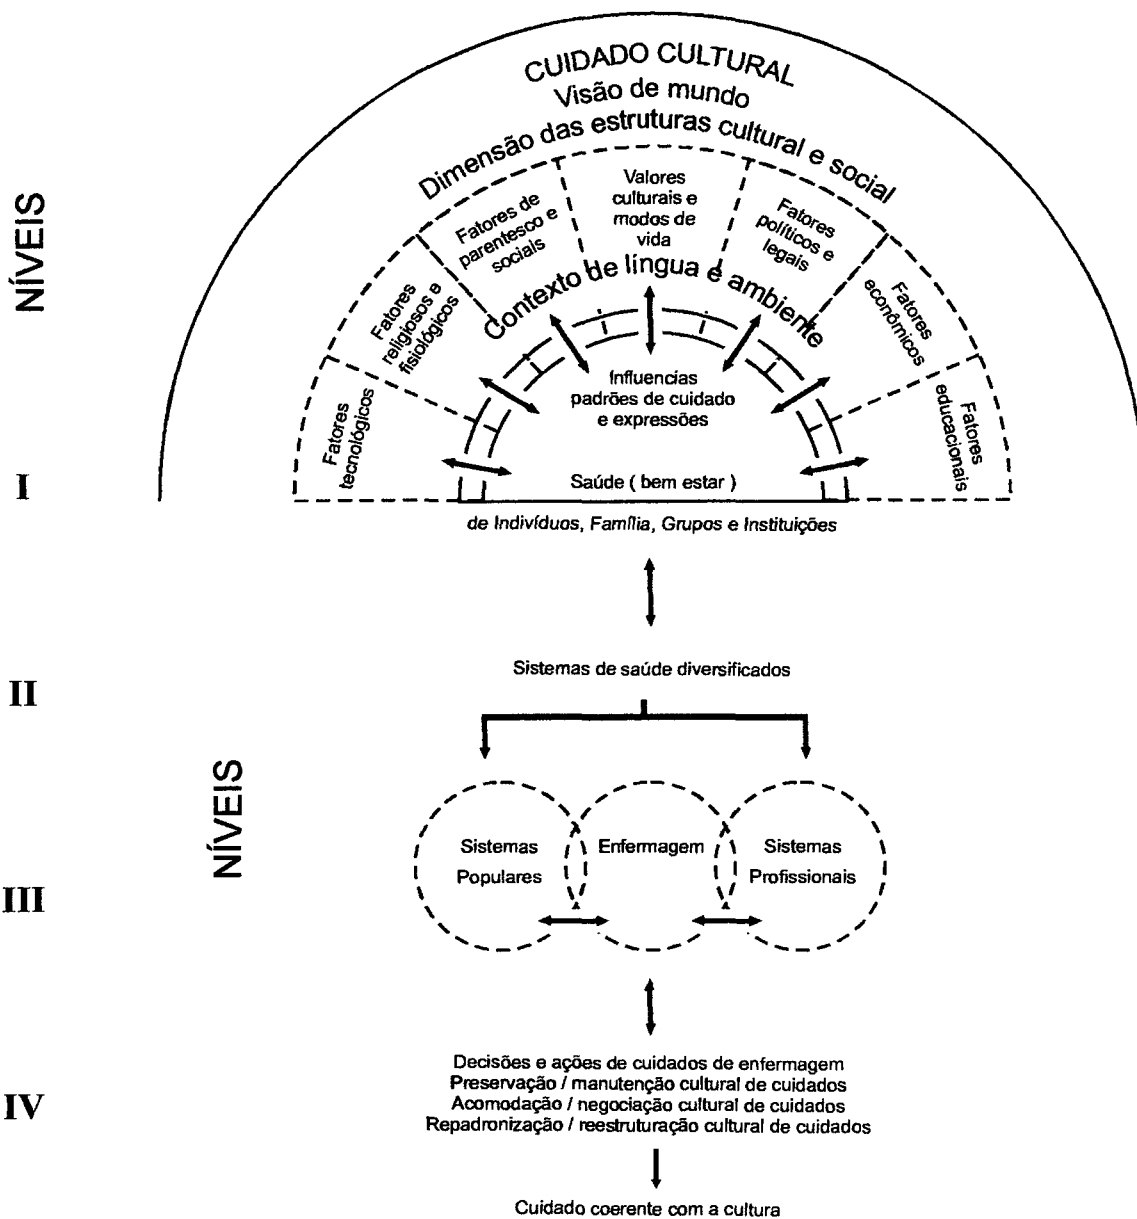 CUIDADO CULTURAL
Visão de mundo
Dimensão das estruturas cultural e social
NÍVEIS
Fatores
tecnológicos
Fatores
religiosos e
fisiológicos
Fatores de
parentesco e
sociais
Valores
culturais e
modos de
vida
Fatores
políticos e
legais
Fatores
econômicos
Fatores
educacionais
Contexto de língua e ambiente
Influencias
padrões de cuidado
e expressões
I
Saúde ( bem estar )
de Indivíduos, Família, Grupos e Instituições
II
Sistemas de saúde diversificados
NÍVEIS
III
Sistemas
Populares
Enfermagem
Sistemas
Profissionais
IV
Decisões e ações de cuidados de enfermagem
Preservação / manutenção cultural de cuidados
Acomodação / negociação cultural de cuidados
Repadronização / reestruturação cultural de cuidados
Cuidado coerente com a cultura